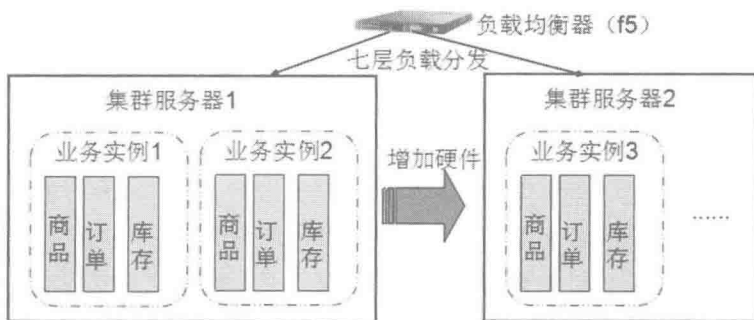 负载均衡器（f5）
七层负载分发
集群服务器1
业务实例1
商品
订单
库存
业务实例2
商品
订单
库存
增加硬件
集群服务器2
业务实例3
商品
订单
库存
……